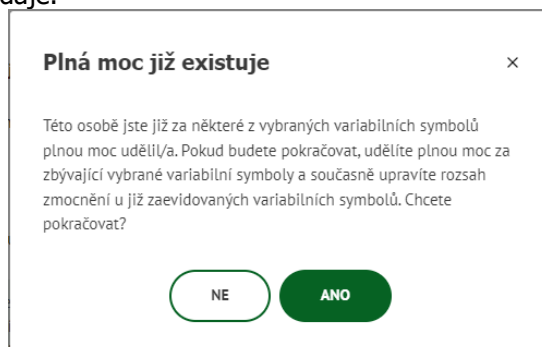 Plná moc již existuje
×
Této osobě jste již za některé z vybraných variabilních symbolů
plnou moc udělil/a. Pokud budete pokračovat, udělíte plnou moc za
zbývající vybrané variabilní symboly a současně upravíte rozsah
zmocnění u již zaevidovaných variabilních symbolů. Chcete
pokračovat?
NE
ANO